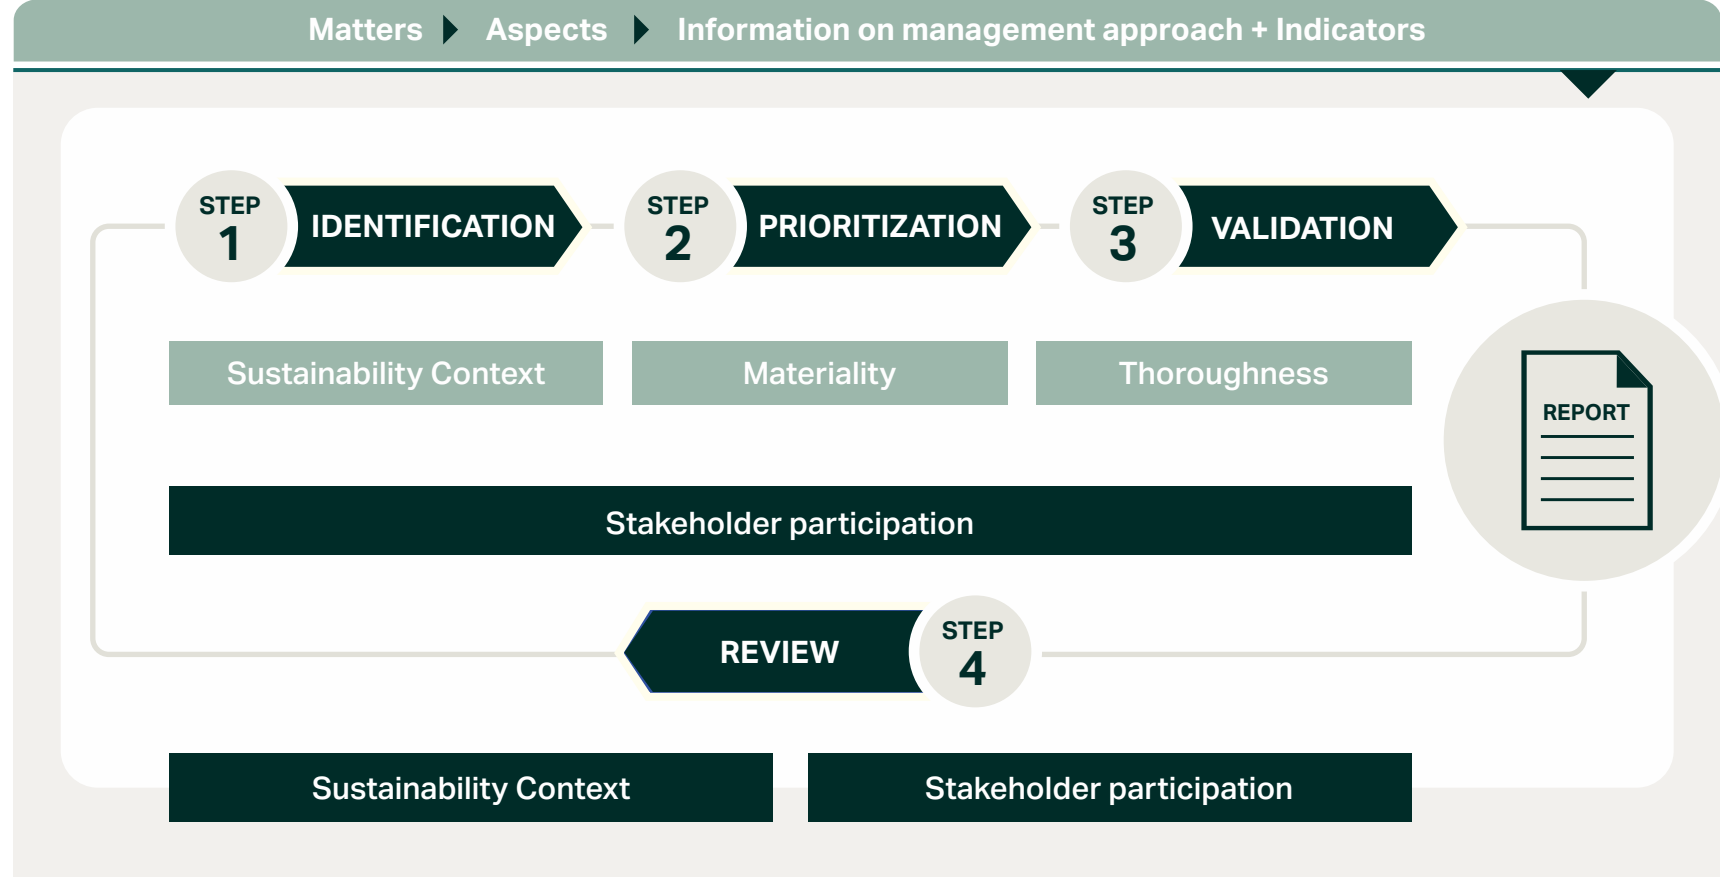 Matters Aspects Information on management approach + Indicators
STEP
1
IDENTIFICATION
STEP
2
PRIORITIZATION
STEP
3
VALIDATION
Sustainability Context
Materiality
Thoroughness
REPORT
Stakeholder participation
REVIEW
STEP
4
Sustainability Context
Stakeholder participation